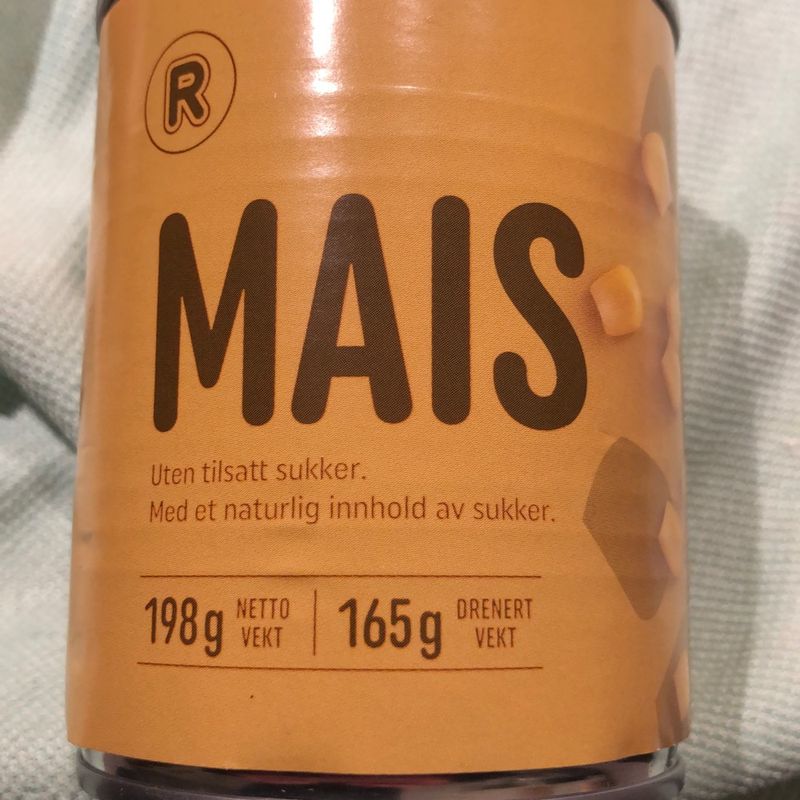 R
MAIS
Uten tilsatt sukker.
Med et naturlig innhold av sukker.
198g NETTO VEKT
165g DRENERT VEKT